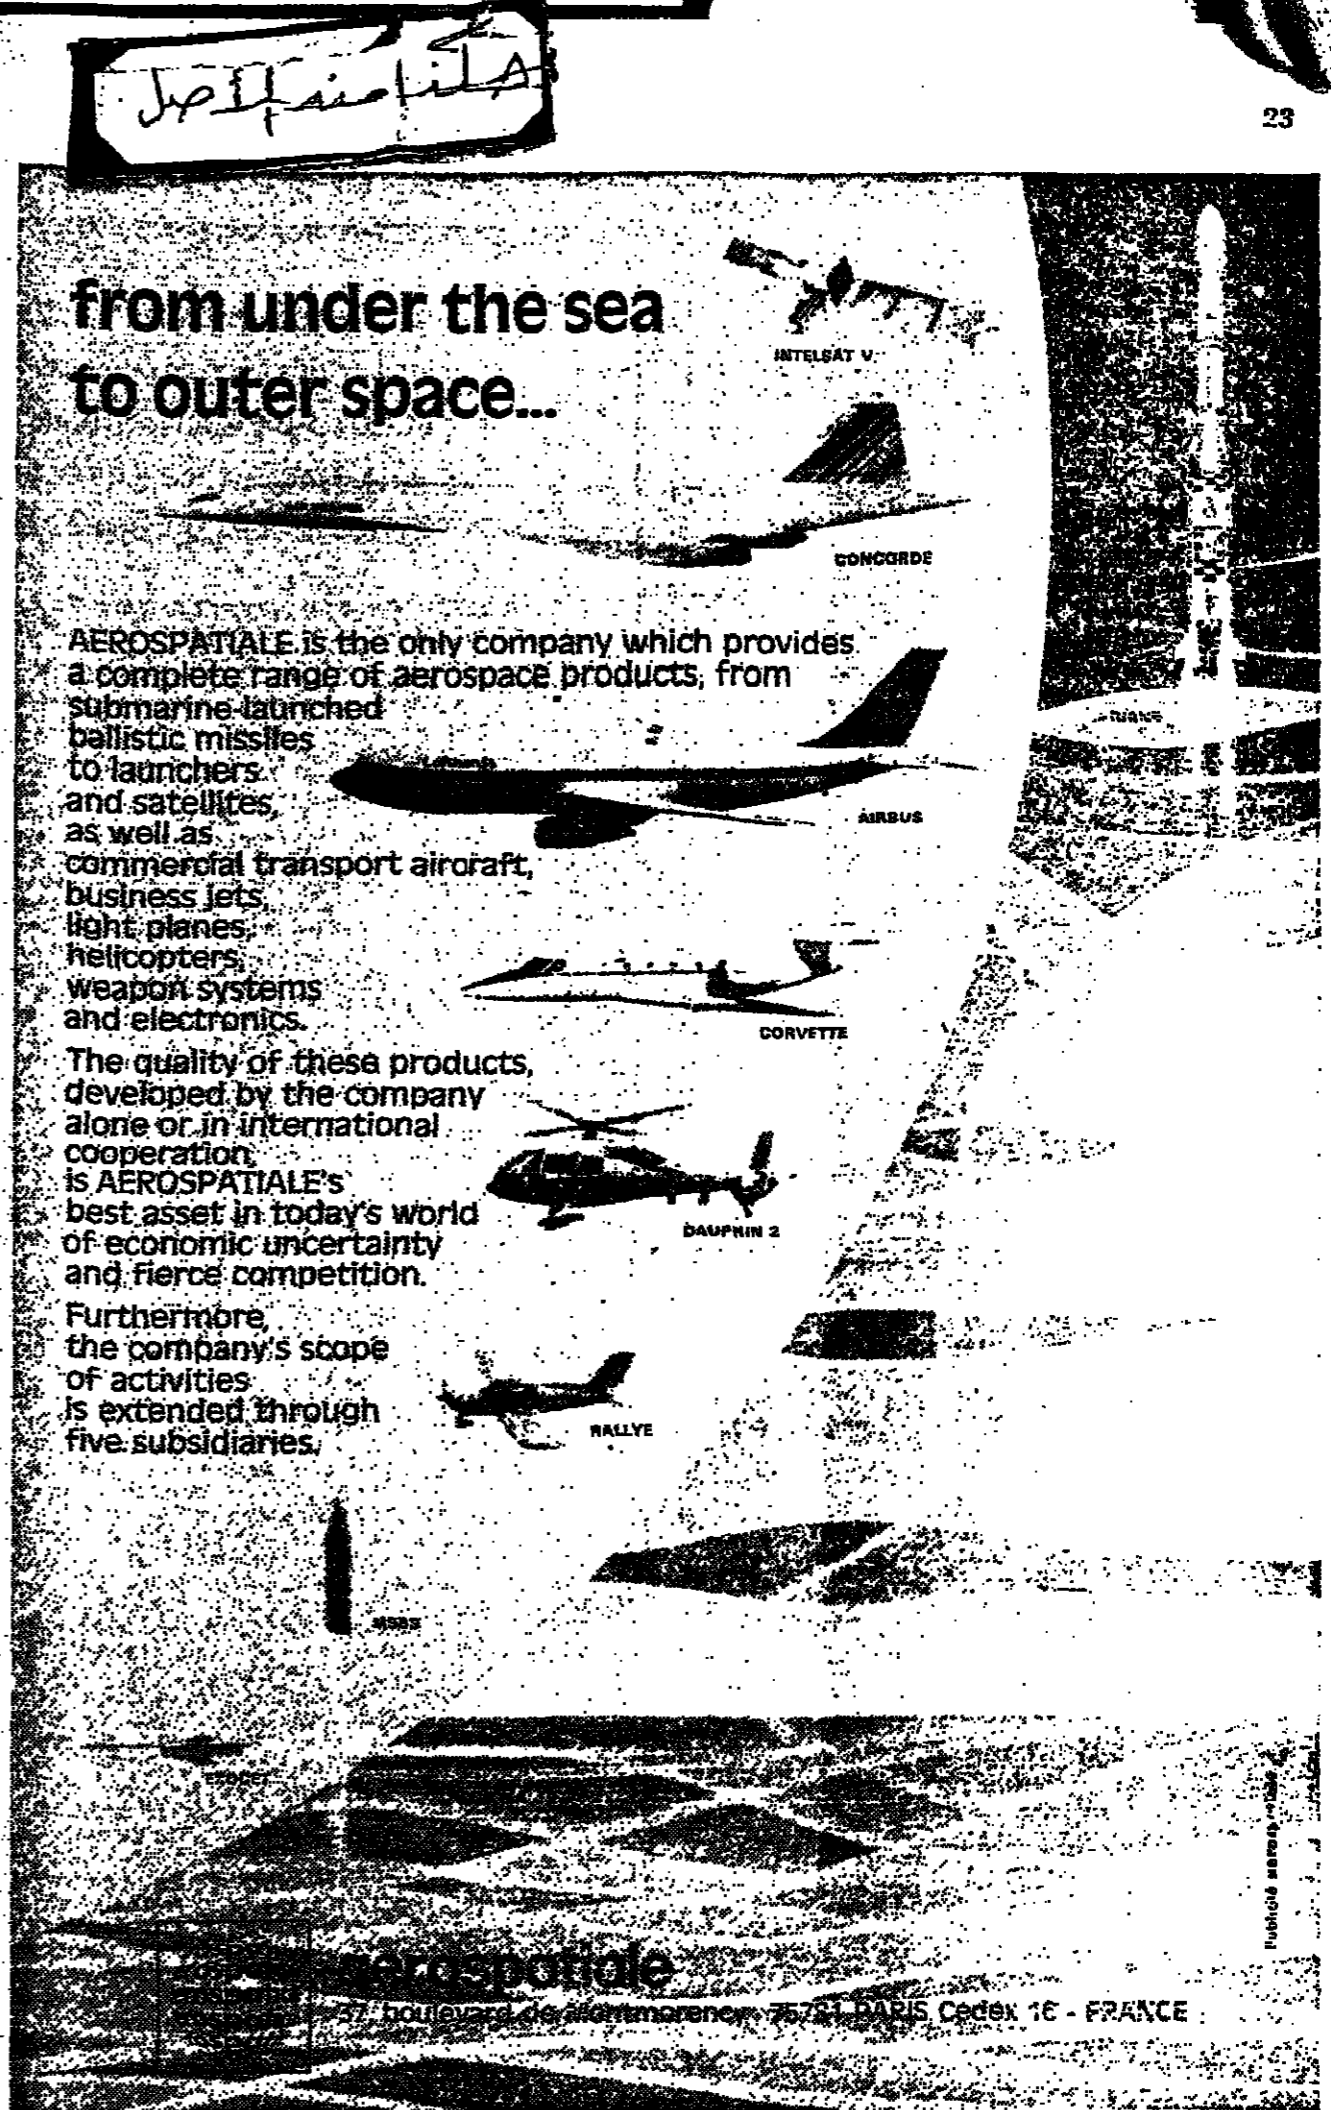 23
from under the sea
to outer space...
INTELSAT V
CONCORDE
AEROSPATIALE is the only company which provides
a complete range of aerospace products, from
submarine-launched
ballistic missiles
to launchers
and satellites,
as well as
commercial transport aircraft,
business jets,
light planes,
helicopters,
weapon systems
and electronics.
ARIANE
AIRBUS
CORVETTE
The quality of these products,
developed by the company
alone or in international
cooperation,
is AEROSPATIALE's
best asset in today's world
of economic uncertainty
and fierce competition.
DAUPHIN 2
Furthermore,
the company's scope
of activities
is extended through
five subsidiaries.
RALLYE
MSBS
EXOCET
aerospatiale
37, boulevard de Montmorency - 75781 PARIS Cedex 16 - FRANCE